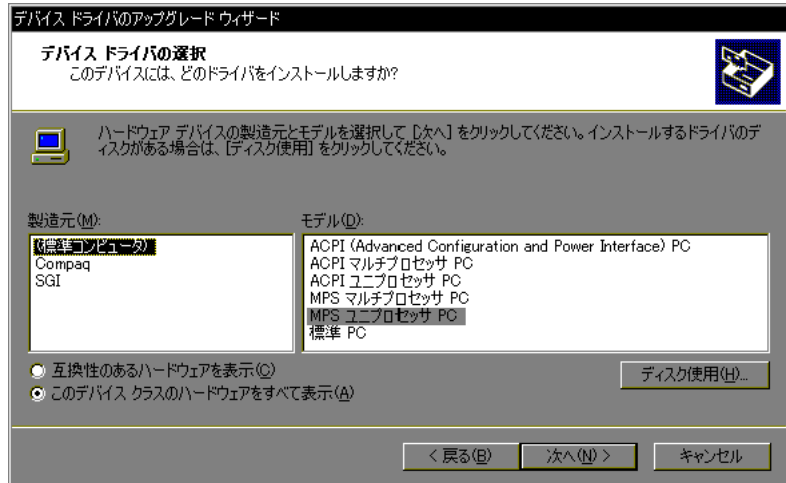 デバイス ドライバのアップグレード ウィザード
デバイス ドライバの選択
このデバイスには、どのドライバをインストールしますか?
ハードウェア デバイスの製造元とモデルを選択して [次へ] をクリックしてください。インストールするドライバのデ
ィスクがある場合は、[ディスク使用] をクリックしてください。
製造元(M):
モデル(D):
(標準コンピュータ)
Compaq
SGI
ACPI (Advanced Configuration and Power Interface) PC
ACPI マルチプロセッサ PC
ACPI ユニプロセッサ PC
MPS マルチプロセッサ PC
MPS ユニプロセッサ PC
標準 PC
互換性のあるハードウェアを表示(C)
このデバイス クラスのハードウェアをすべて表示(A)
ディスク使用(H)...
< 戻る(B)
次へ(N) >
キャンセル